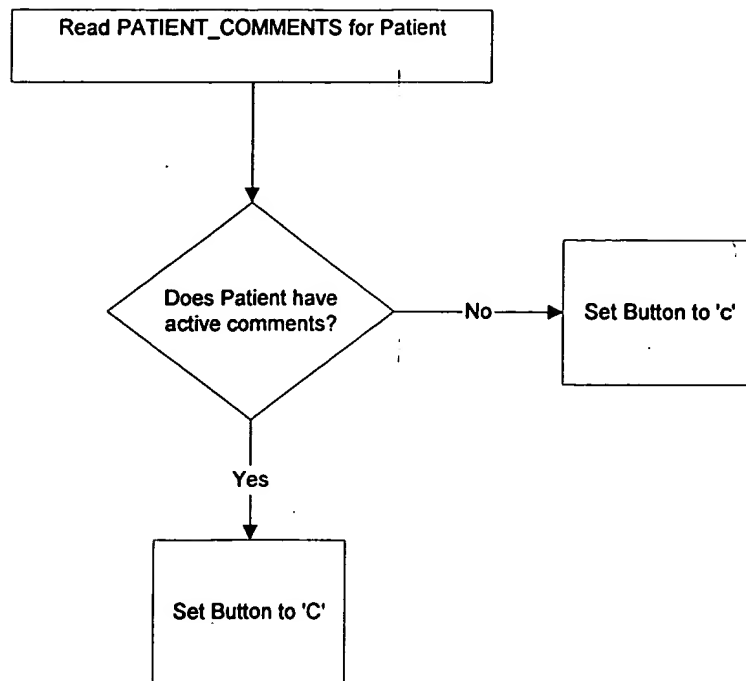 Read PATIENT_COMMENTS for Patient
Does Patient have
active comments?
No
Set Button to 'c'
Yes
Set Button to 'C'